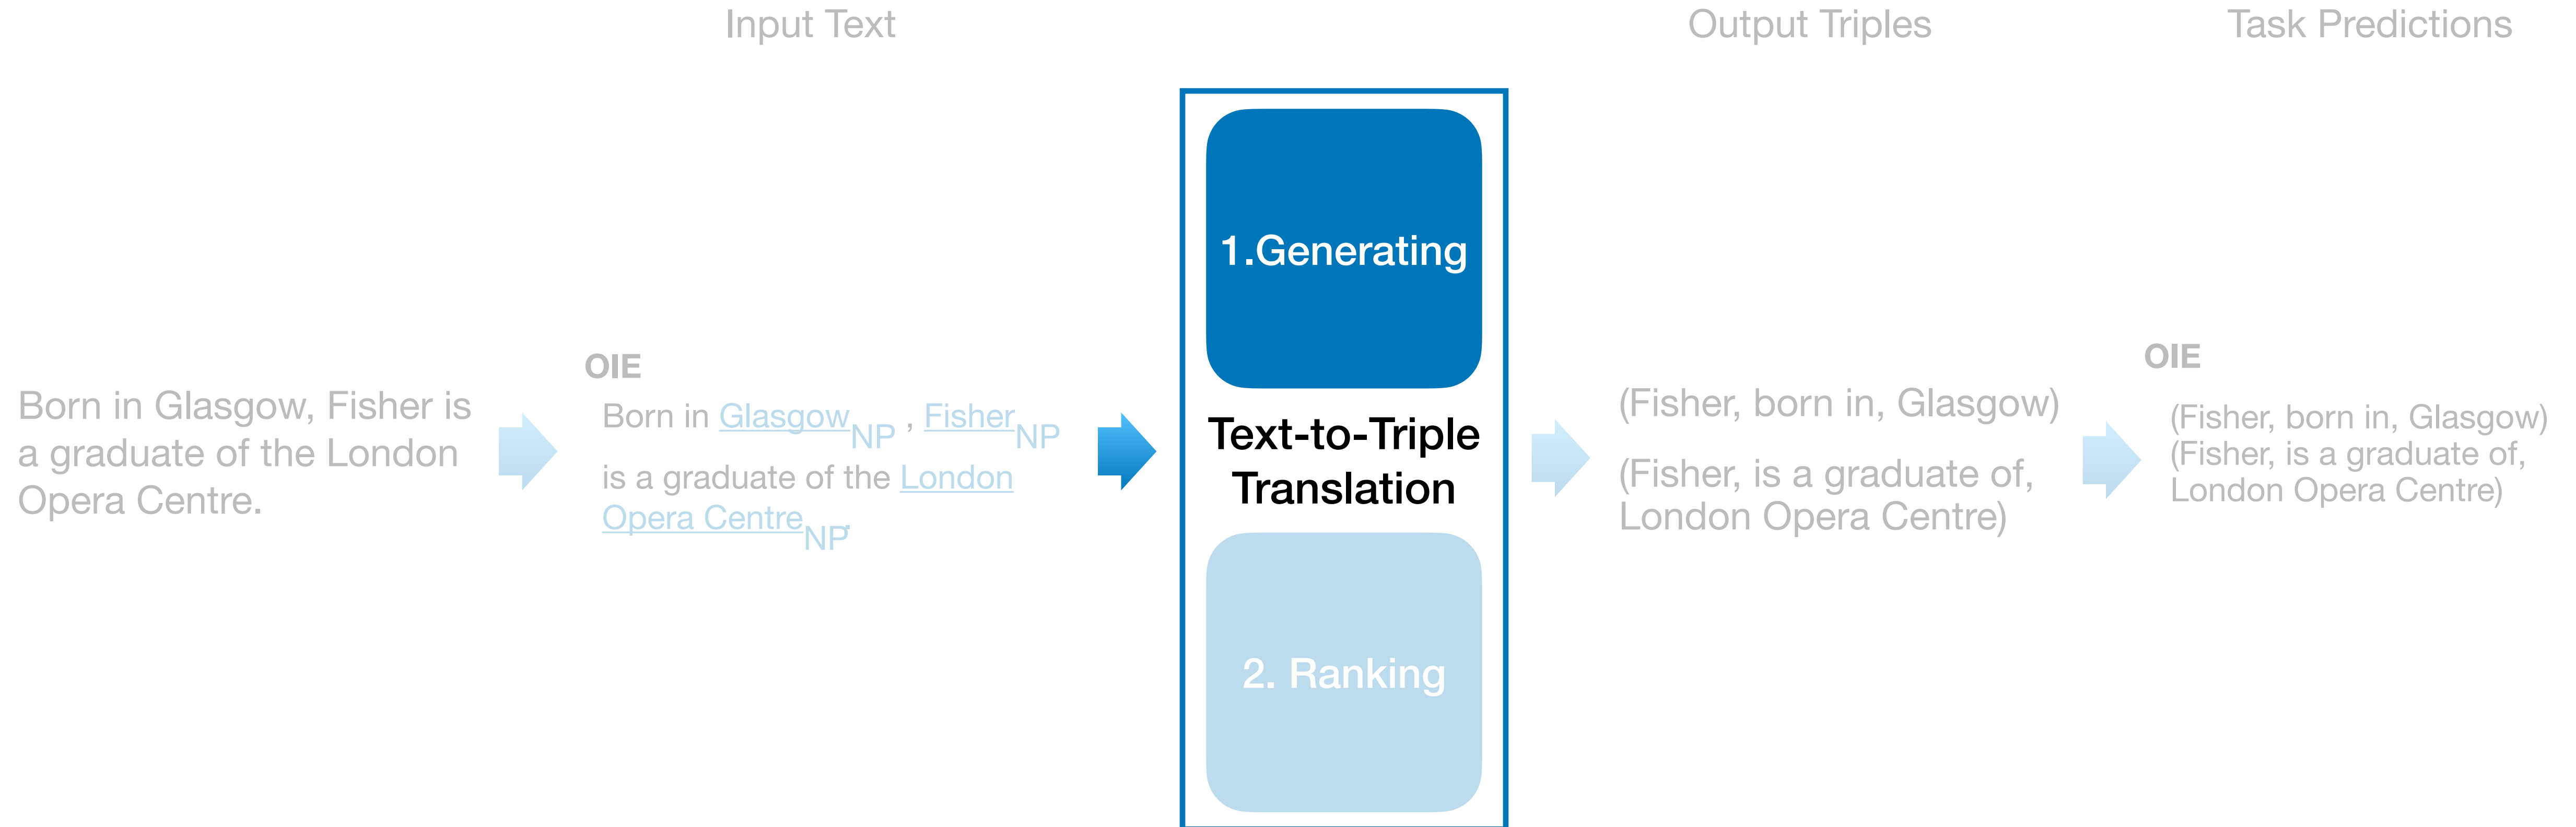 Input Text
Output Triples
Task Predictions
Born in Glasgow, Fisher is
a graduate of the London
Opera Centre.
OIE
Born in Glasgow NP , Fisher NP
is a graduate of the London
Opera Centre NP.
1.Generating
Text-to-Triple
Translation
2. Ranking
(Fisher, born in, Glasgow)
(Fisher, is a graduate of,
London Opera Centre)
OIE
(Fisher, born in, Glasgow)
(Fisher, is a graduate of,
London Opera Centre)